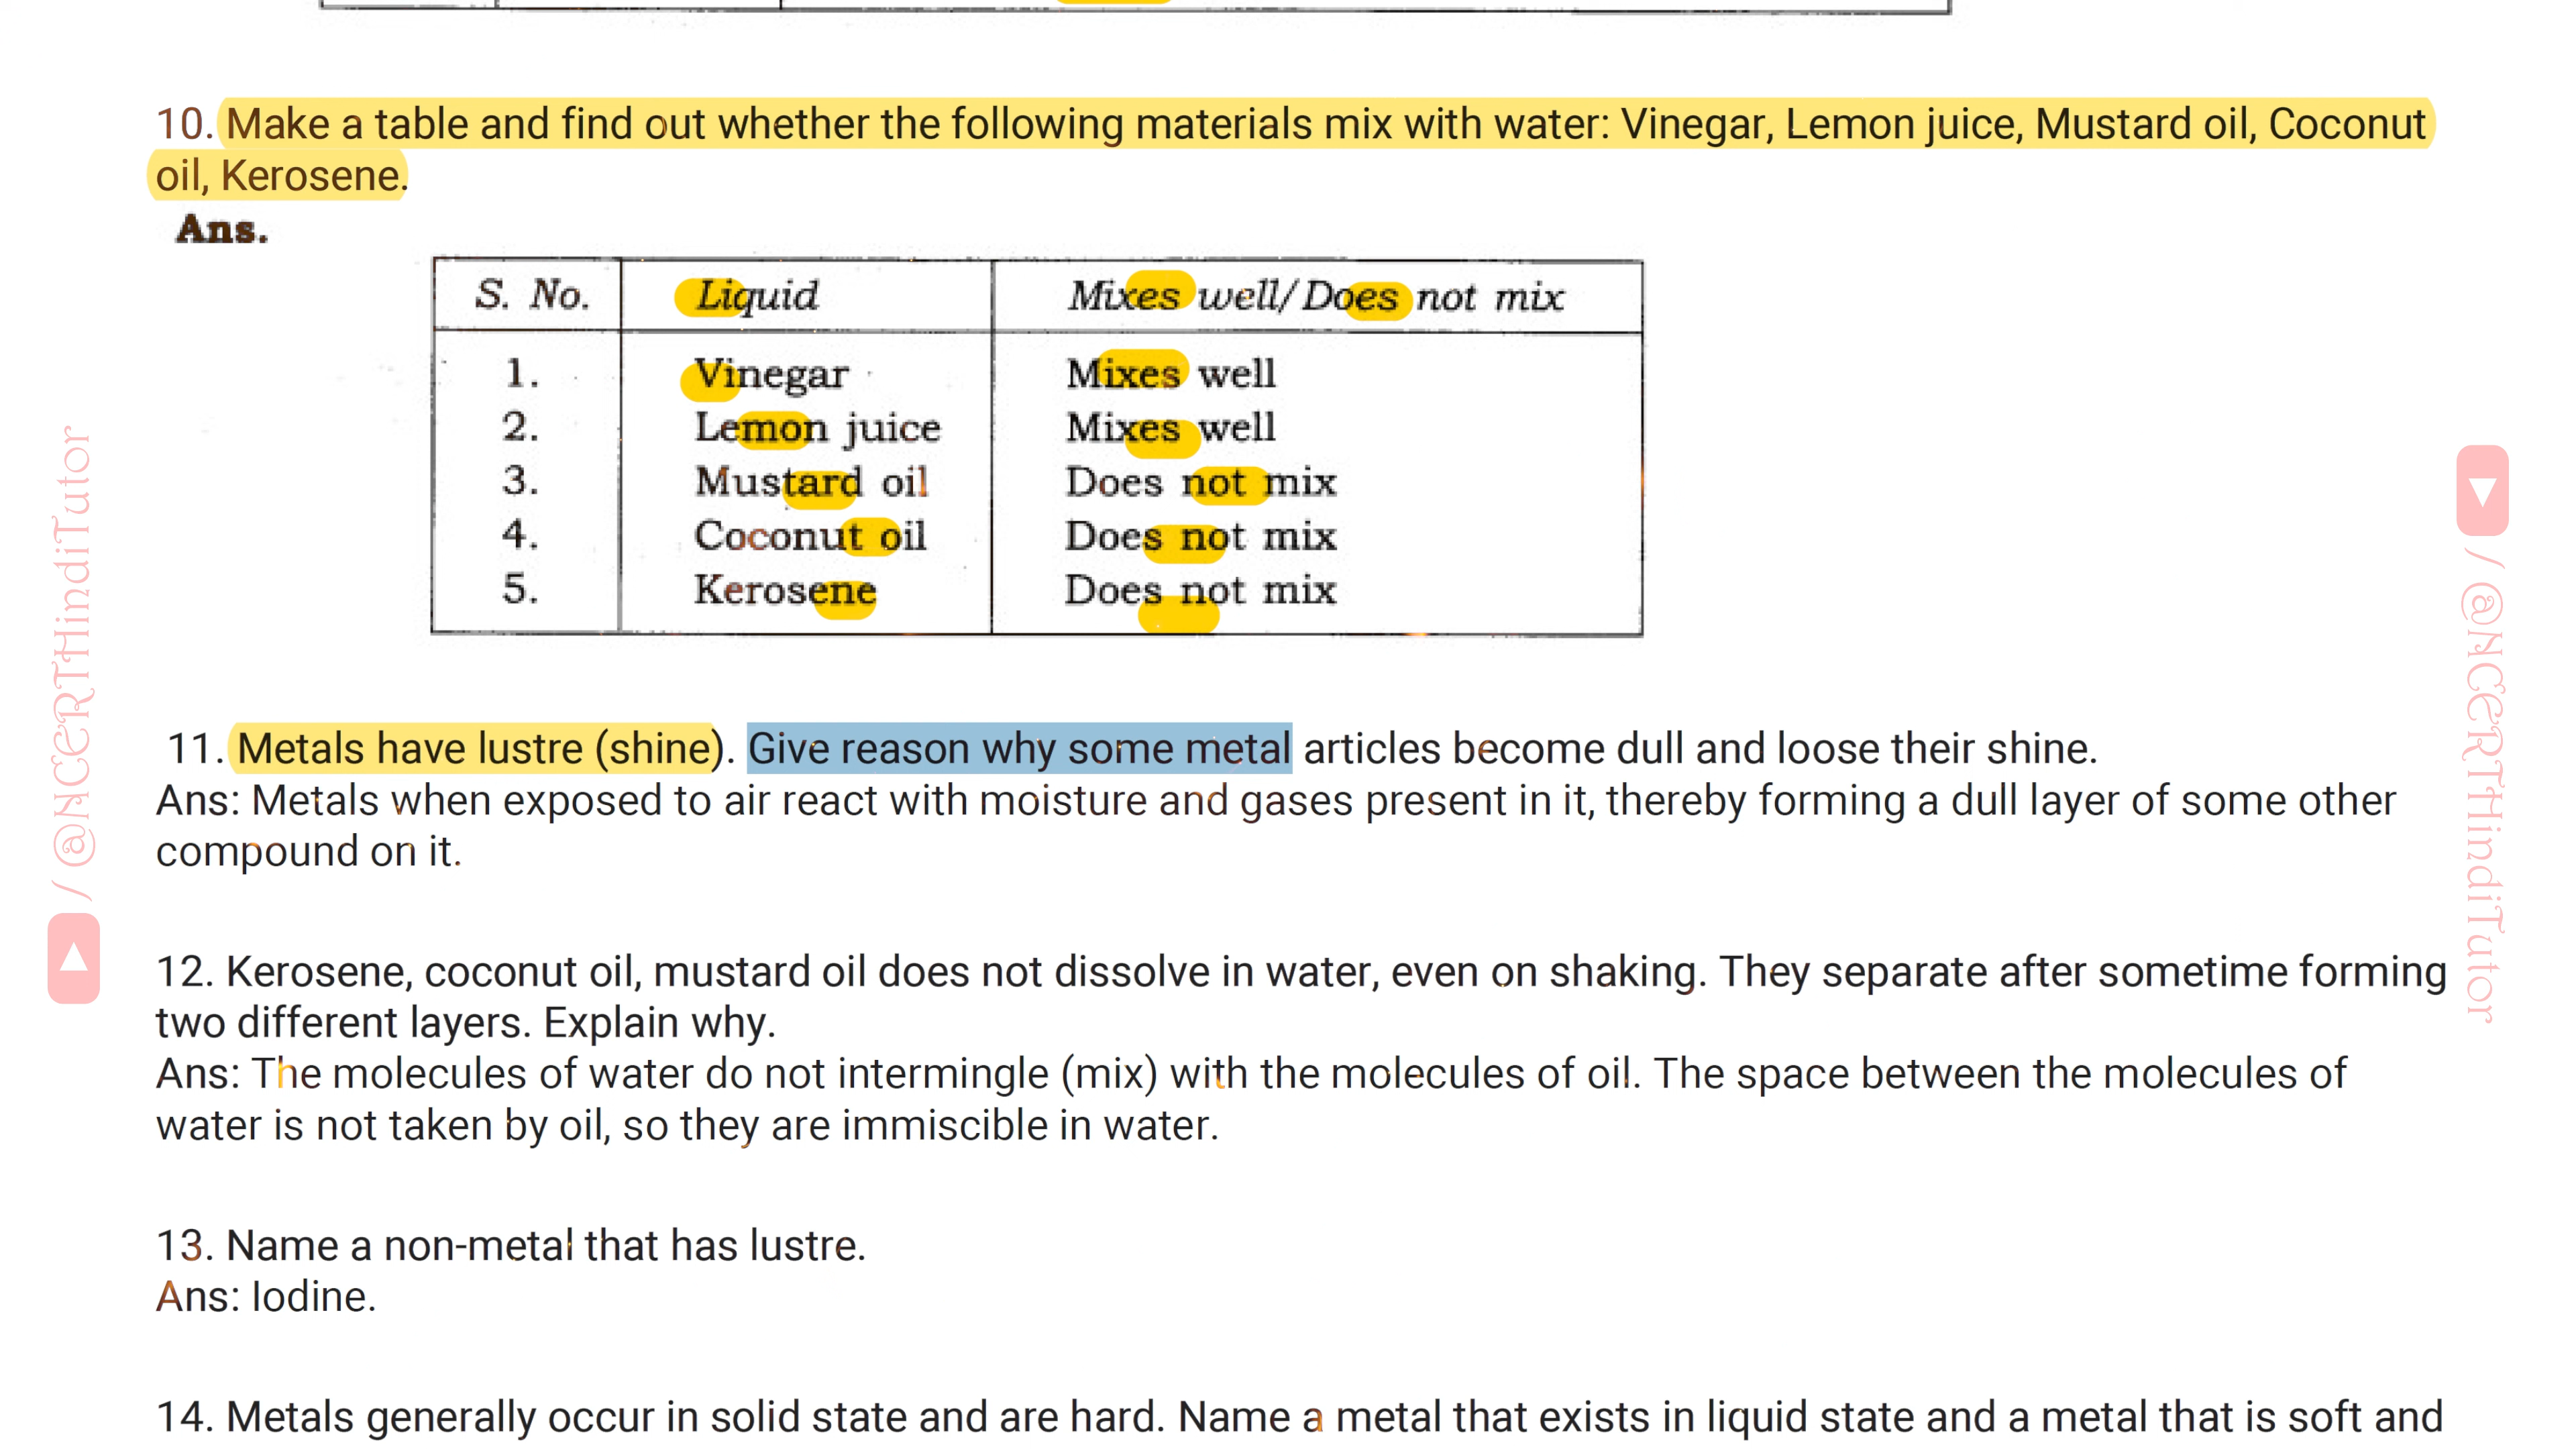 10. Make a table and find out whether the following materials mix with water: Vinegar, Lemon juice, Mustard oil, Coconut
oil, Kerosene.
Ans.
S. No. Liquid Mixes well/Does not mix
1. Vinegar Mixes well
2. Lemon juice Mixes well
3. Mustard oil Does not mix
4. Coconut oil Does not mix
5. Kerosene Does not mix
11. Metals have lustre (shine). Give reason why some metal articles become dull and loose their shine.
Ans: Metals when exposed to air react with moisture and gases present in it, thereby forming a dull layer of some other
compound on it.
12. Kerosene, coconut oil, mustard oil does not dissolve in water, even on shaking. They separate after sometime forming
two different layers. Explain why.
Ans: The molecules of water do not intermingle (mix) with the molecules of oil. The space between the molecules of
water is not taken by oil, so they are immiscible in water.
13. Name a non-metal that has lustre.
Ans: Iodine.
14. Metals generally occur in solid state and are hard. Name a metal that exists in liquid state and a metal that is soft and
/ @NCERTHindiTutor
/ @NCERTHindiTutor